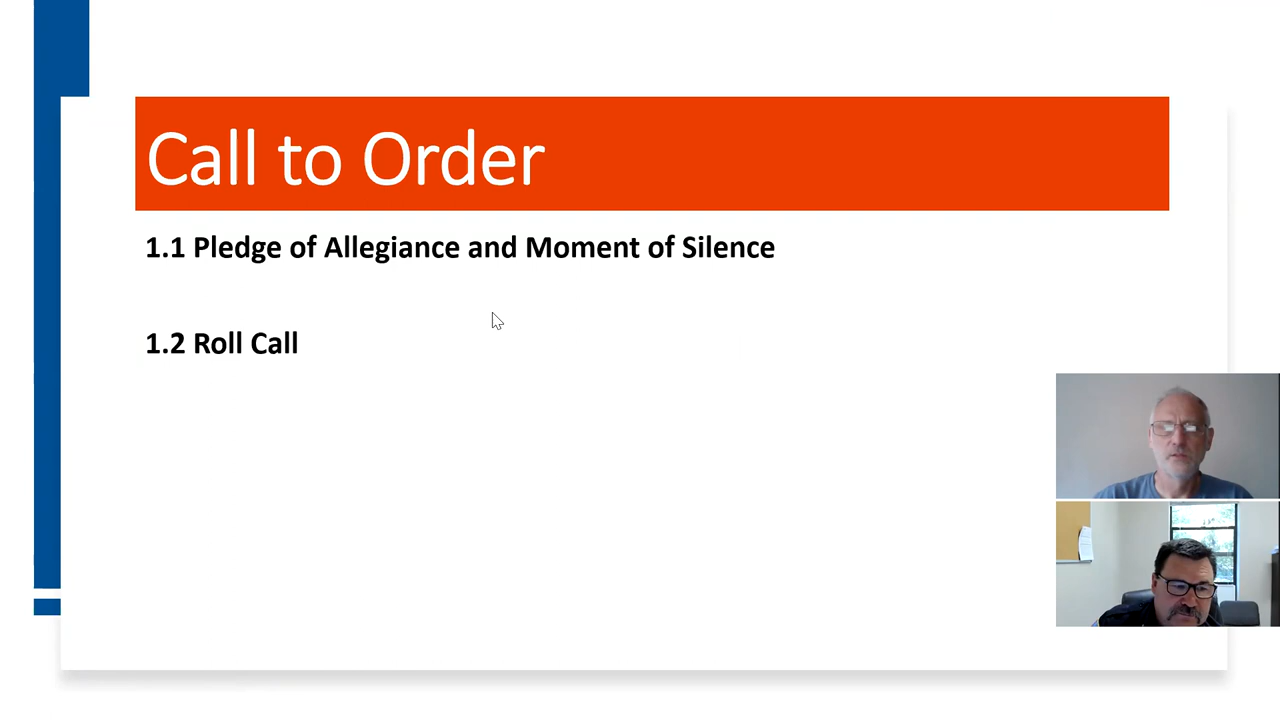 Call to Order
1.1 Pledge of Allegiance and Moment of Silence
1.2 Roll Call